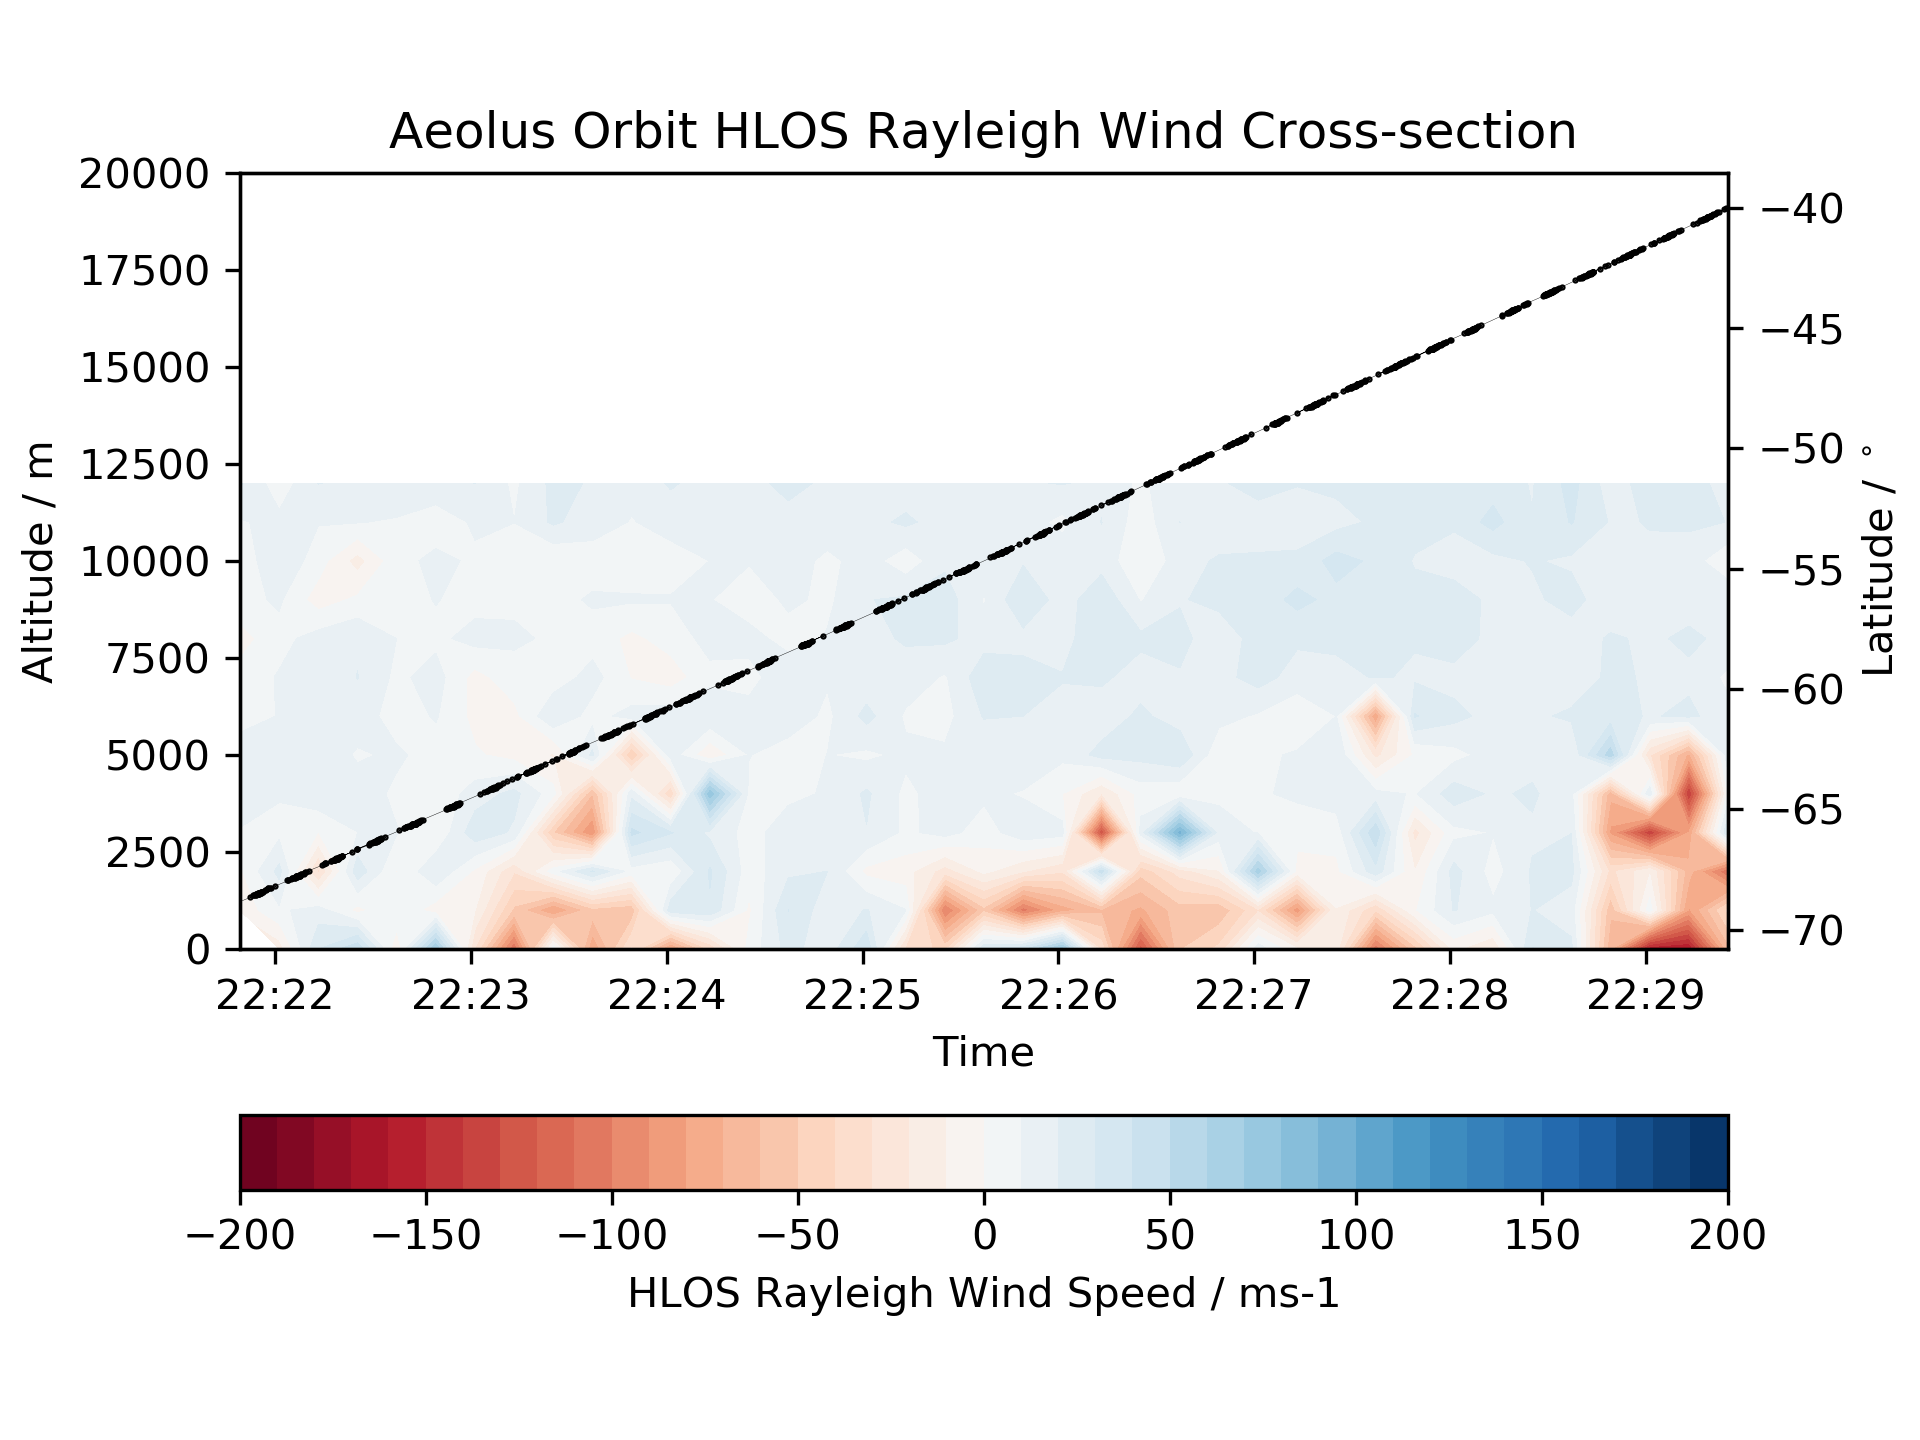 Aeolus Orbit HLOS Rayleigh Wind Cross-section
20000
17500
15000
12500
10000
7500
5000
2500
0
Altitude / m
−40
−45
−50
−55
−60
−65
−70
Latitude / °
22:22 22:23 22:24 22:25 22:26 22:27 22:28 22:29
Time
−200 −150 −100 −50 0 50 100 150 200
HLOS Rayleigh Wind Speed / ms-1